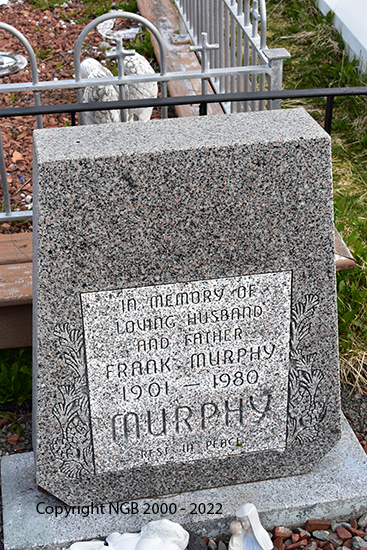 IN MEMORY OF
LOVING HUSBAND
AND FATHER
FRANK MURPHY
1901 – 1980
MURPHY
REST IN PEACE
Copyright NGB 2000 - 2022